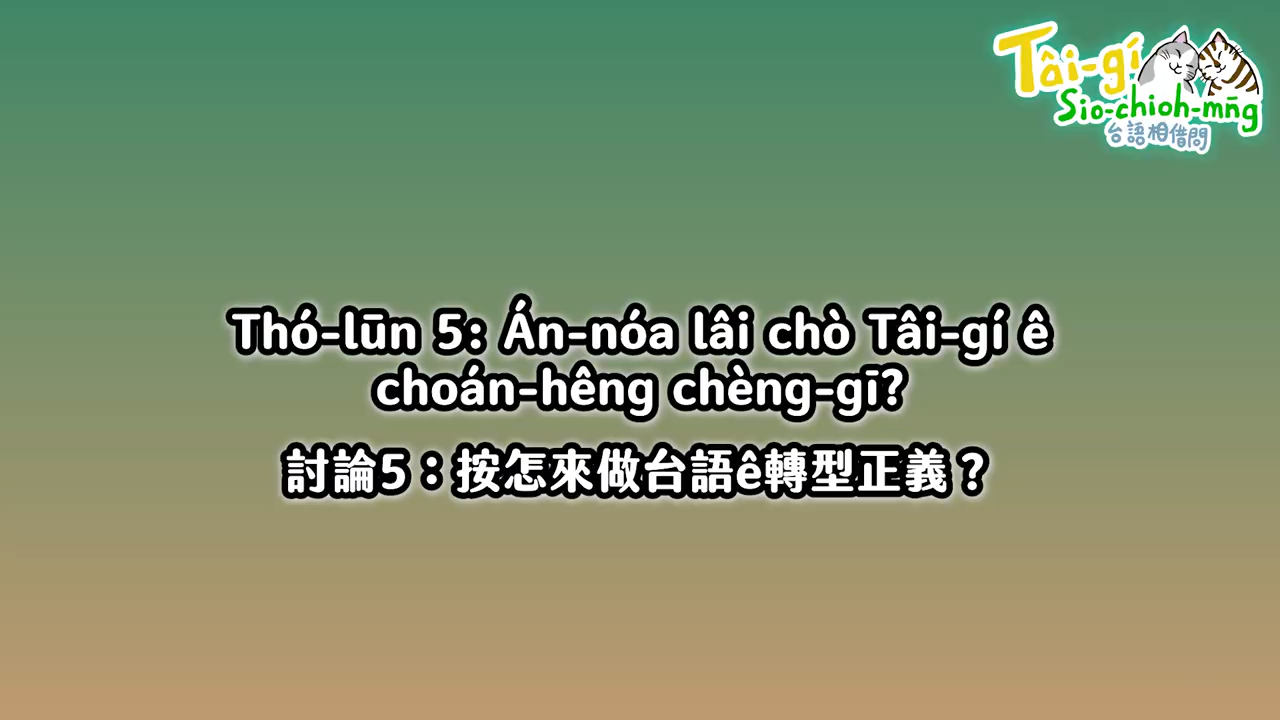 Tâi-gí
Sio-chioh-mn̄g
台語相借問
Thó-lūn 5: Án-nóa lâi chò Tâi-gí ê
choán-hêng chèng-gī?
討論5：按怎來做台語ê轉型正義？